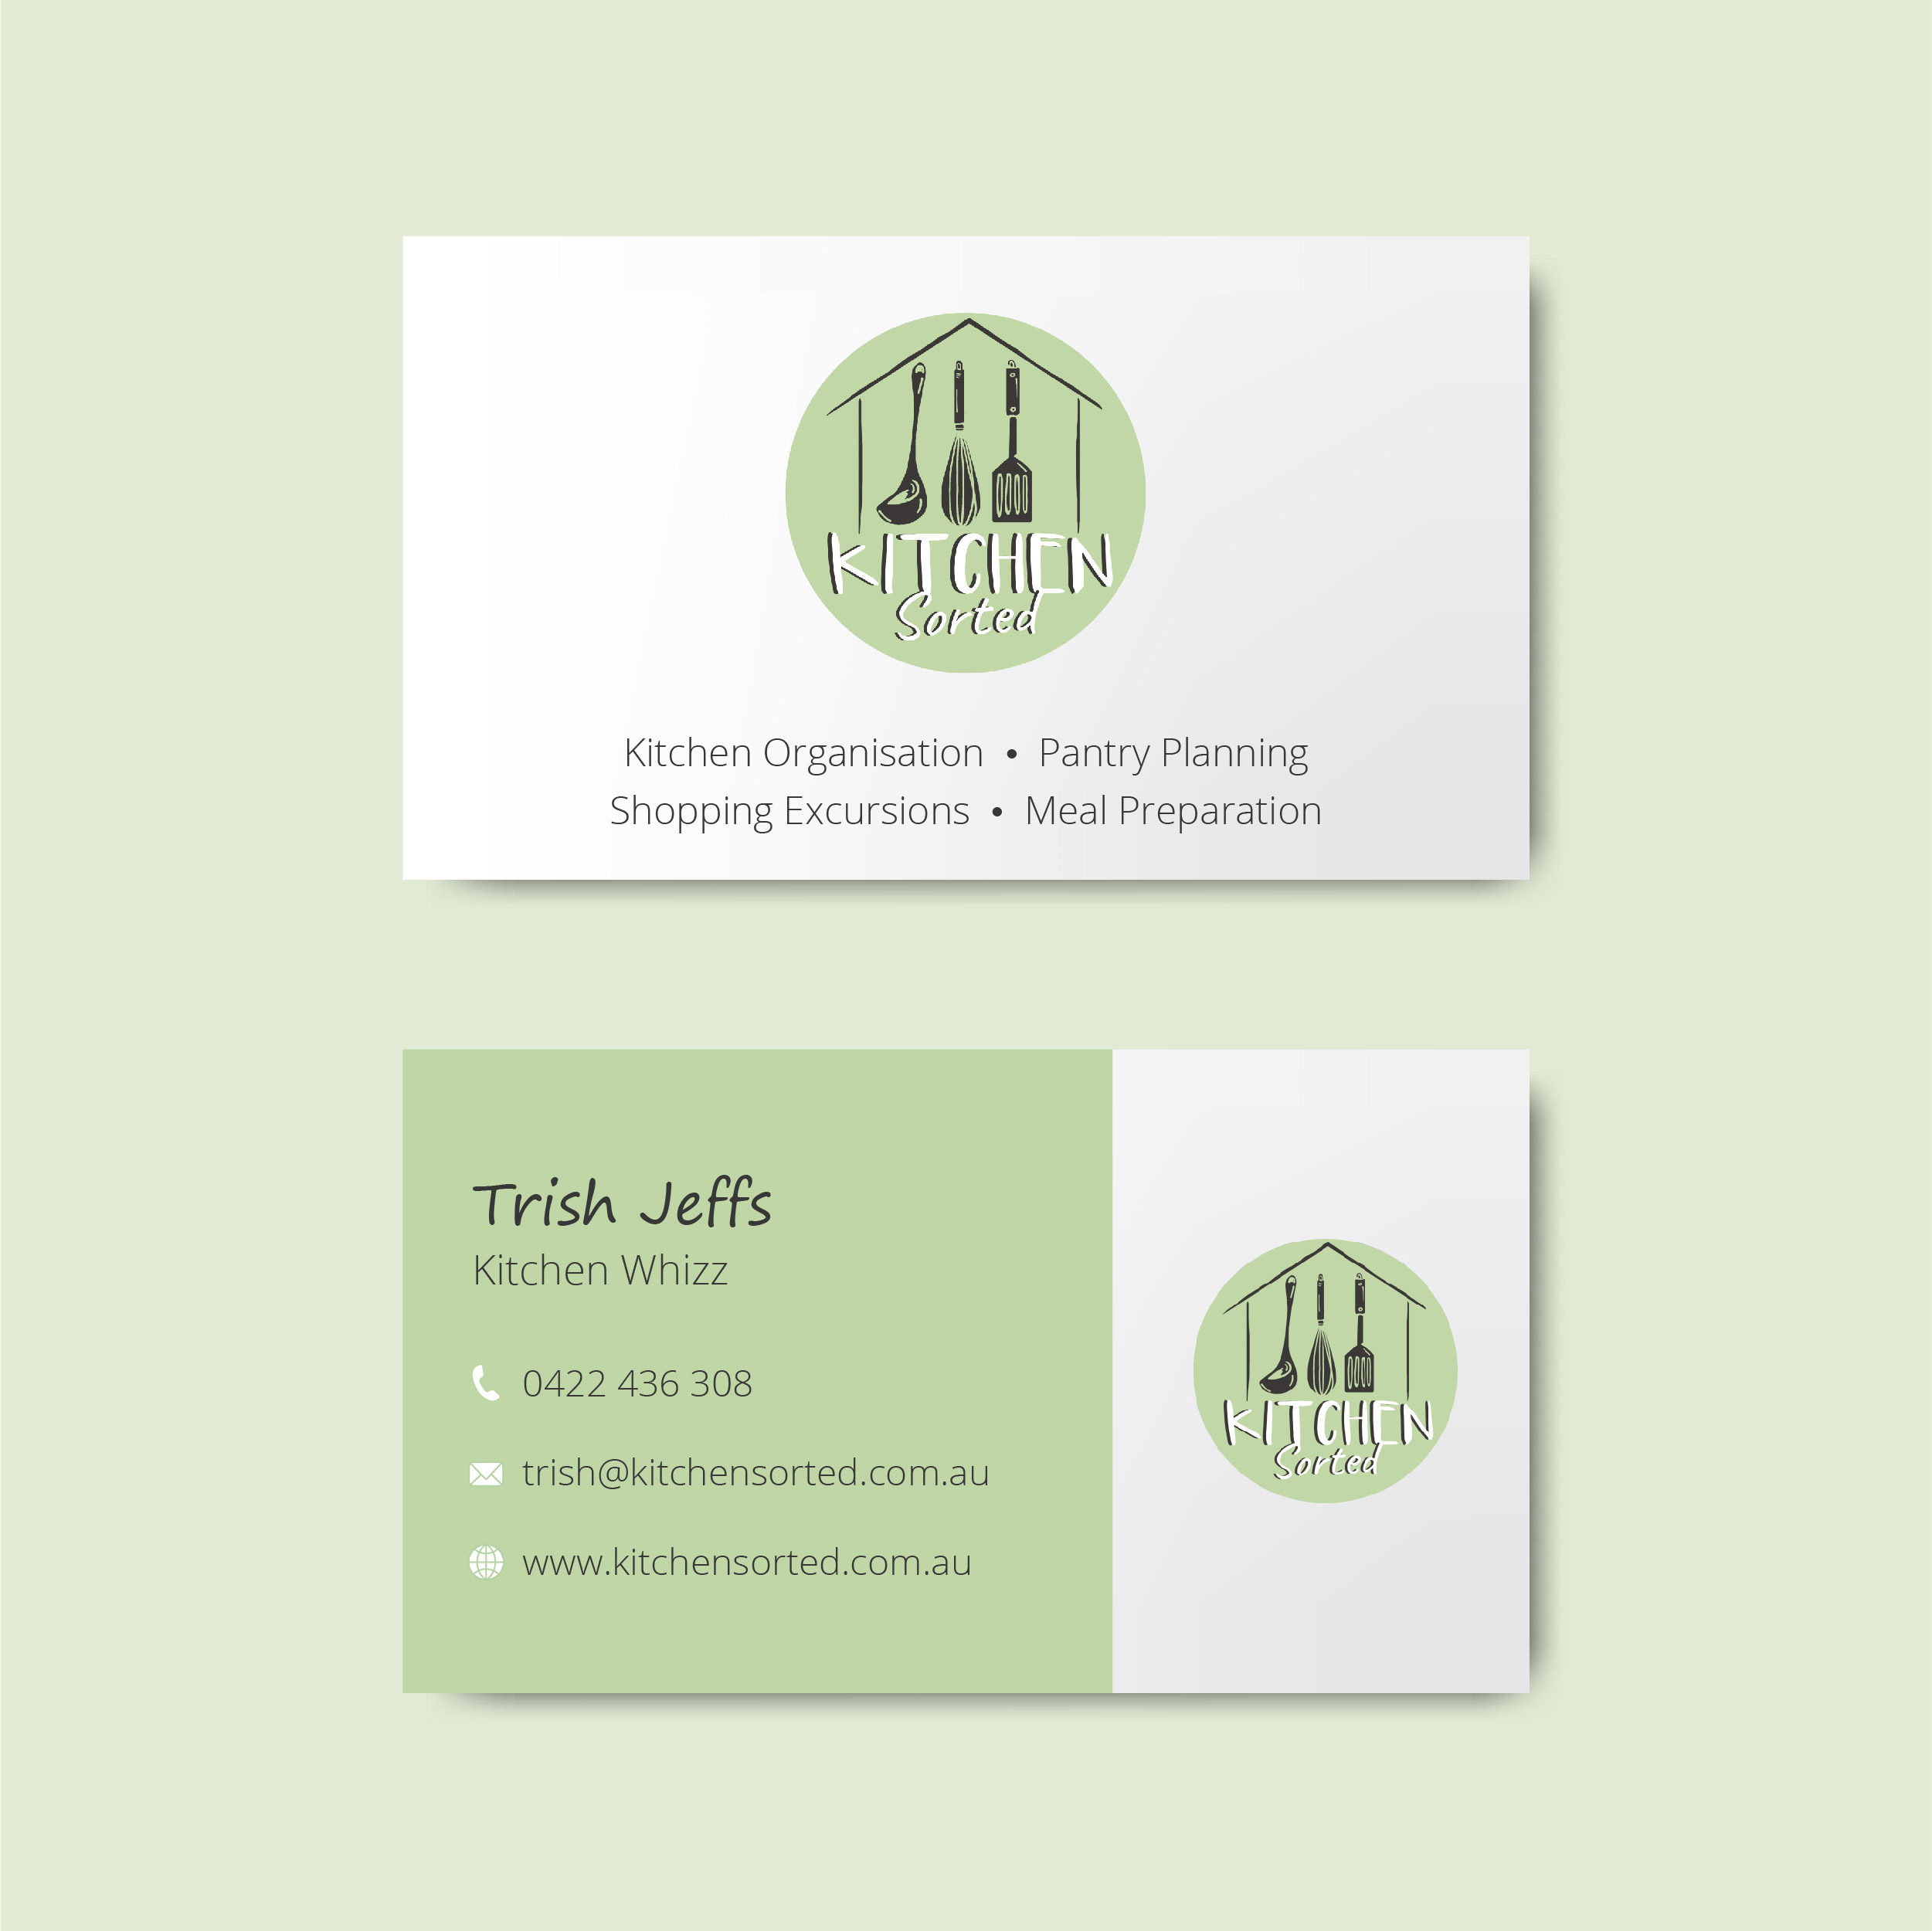 KITCHEN
Sorted
Kitchen Organisation • Pantry Planning
Shopping Excursions • Meal Preparation
Trish Jeffs
Kitchen Whizz
0422 436 308
trish@kitchensorted.com.au
www.kitchensorted.com.au
KITCHEN
Sorted